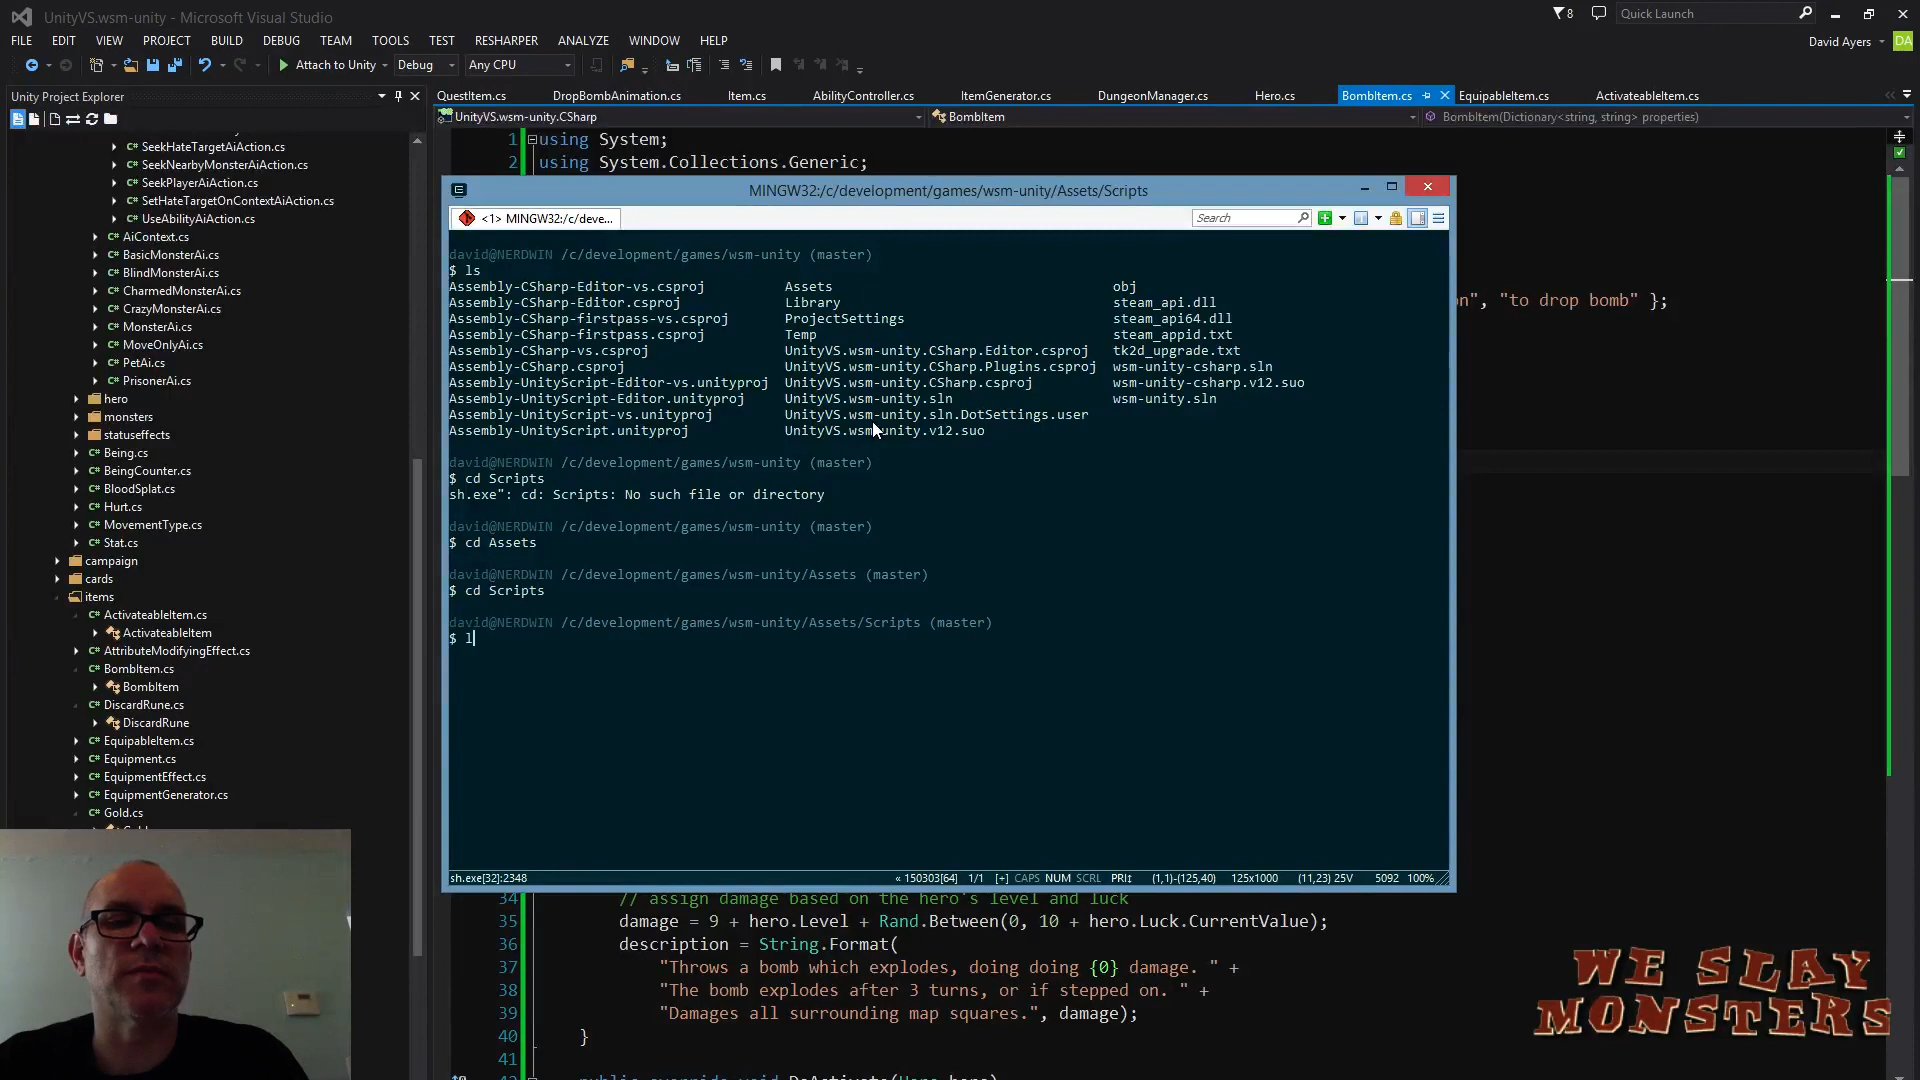 UnityVS.wsm-unity - Microsoft Visual Studio
8
Quick Launch
FILE EDIT VIEW PROJECT BUILD DEBUG TEAM TOOLS TEST RESHARPER ANALYZE WINDOW HELP
David Ayers
DA
Attach to Unity
Debug
Any CPU
Unity Project Explorer
QuestItem.cs DropBombAnimation.cs Item.cs AbilityController.cs ItemGenerator.cs DungeonManager.cs Hero.cs BombItem.cs EquipableItem.cs ActivateableItem.cs
UnityVS.wsm-unity.CSharp
BombItem
BombItem(Dictionary<string, string> properties)
SeekHateTargetAiAction.cs
SeekNearbyMonsterAiAction.cs
SeekPlayerAiAction.cs
SetHateTargetOnContextAiAction.cs
UseAbilityAiAction.cs
AiContext.cs
BasicMonsterAi.cs
BlindMonsterAi.cs
CharmedMonsterAi.cs
CrazyMonsterAi.cs
MonsterAi.cs
MoveOnlyAi.cs
PetAi.cs
PrisonerAi.cs
hero
monsters
statuseffects
Being.cs
BeingCounter.cs
BloodSplat.cs
Hurt.cs
MovementType.cs
Stat.cs
campaign
cards
items
ActivateableItem.cs
ActivateableItem
AttributeModifyingEffect.cs
BombItem.cs
BombItem
DiscardRune.cs
DiscardRune
EquipableItem.cs
Equipment.cs
EquipmentEffect.cs
EquipmentGenerator.cs
Gold.cs
1 using System;
2 using System.Collections.Generic;
MINGW32:/c/development/games/wsm-unity/Assets/Scripts
<1> MINGW32:/c/deve...
Search
david@NERDWIN /c/development/games/wsm-unity (master)
$ ls
Assembly-CSharp-Editor-vs.csproj Assets obj
Assembly-CSharp-Editor.csproj Library steam_api.dll
Assembly-CSharp-firstpass-vs.csproj ProjectSettings steam_api64.dll
Assembly-CSharp-firstpass.csproj Temp steam_appid.txt
Assembly-CSharp-vs.csproj UnityVS.wsm-unity.CSharp.Editor.csproj tk2d_upgrade.txt
Assembly-CSharp.csproj UnityVS.wsm-unity.CSharp.Plugins.csproj wsm-unity-csharp.sln
Assembly-UnityScript-Editor-vs.unityproj UnityVS.wsm-unity.CSharp.csproj wsm-unity-csharp.v12.suo
Assembly-UnityScript-Editor.unityproj UnityVS.wsm-unity.sln wsm-unity.sln
Assembly-UnityScript-vs.unityproj UnityVS.wsm-unity.sln.DotSettings.user
Assembly-UnityScript.unityproj UnityVS.wsm-unity.v12.suo
david@NERDWIN /c/development/games/wsm-unity (master)
$ cd Scripts
sh.exe": cd: Scripts: No such file or directory
david@NERDWIN /c/development/games/wsm-unity (master)
$ cd Assets
david@NERDWIN /c/development/games/wsm-unity/Assets (master)
$ cd Scripts
david@NERDWIN /c/development/games/wsm-unity/Assets/Scripts (master)
$ l
sh.exe[32]:2348 « 150303[64] 1/1 [+] CAPS NUM SCRL PRI↕ (1,1)-(125,40) 125x1000 (11,23) 25V 5092 100%
", "to drop bomb" };
34 // assign damage based on the hero's level and luck
35 damage = 9 + hero.Level + Rand.Between(0, 10 + hero.Luck.CurrentValue);
36 description = String.Format(
37 "Throws a bomb which explodes, doing doing {0} damage. " +
38 "The bomb explodes after 3 turns, or if stepped on. " +
39 "Damages all surrounding map squares.", damage);
40 }
41
WE SLAY
MONSTERS